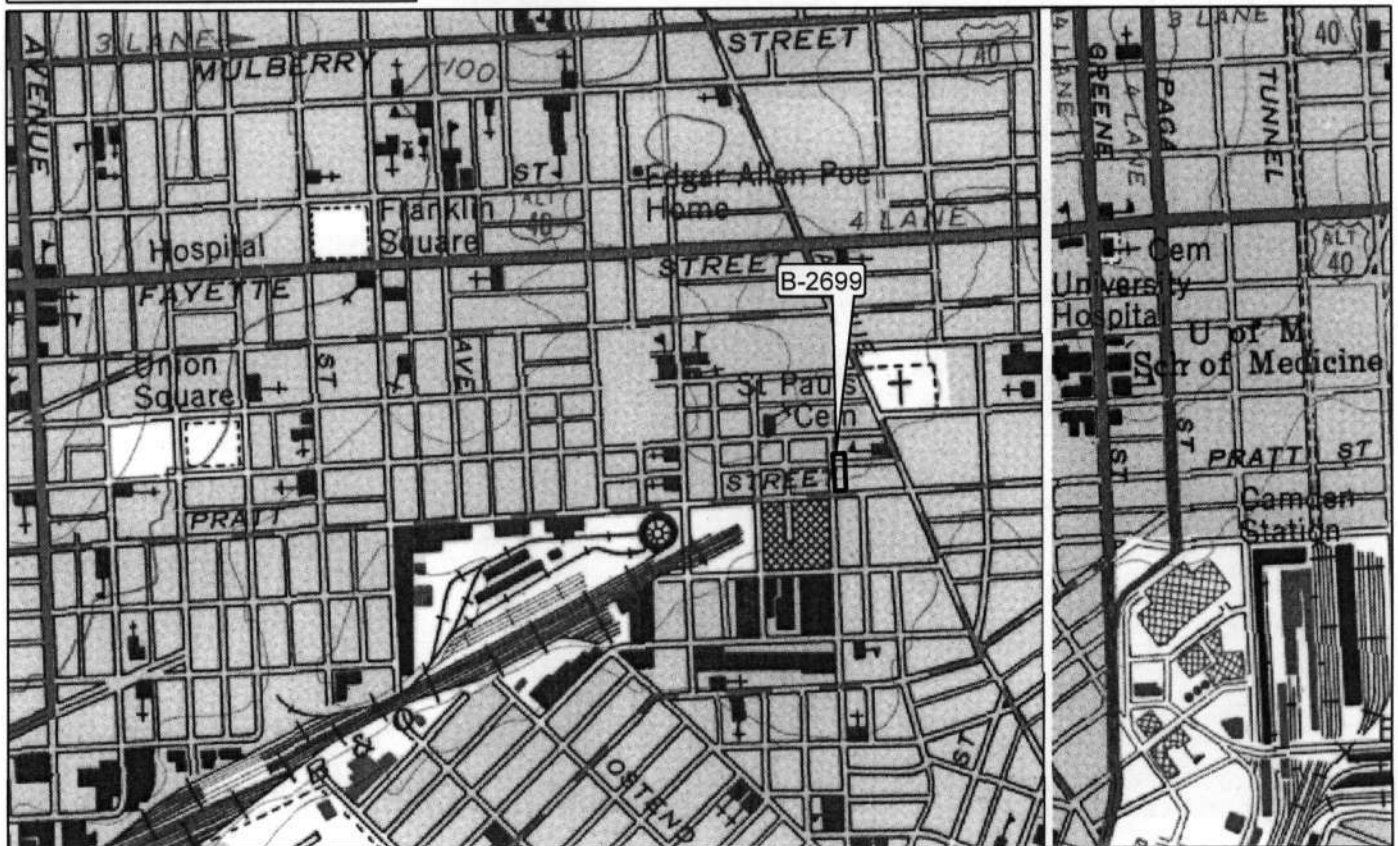 AVENUE
3 LANE
MULBERRY
STREET
100
40
4 LANE
GREENE
4 LANE
PACA
3 LANE
40
TUNNEL
ST
Edgar Allen Poe
Home
Franklin
Square
ALT
40
Hospital
4 LANE
FAYETTE
STREET
B-2699
Cem
ALT
40
University
Hospital
U of M
Sch of Medicine
Union
Square
ST
AVE
St Pauls
Cem
STREET
PRATT
ST
ST
PRATT ST
Camden
Station
OSTEND
ST